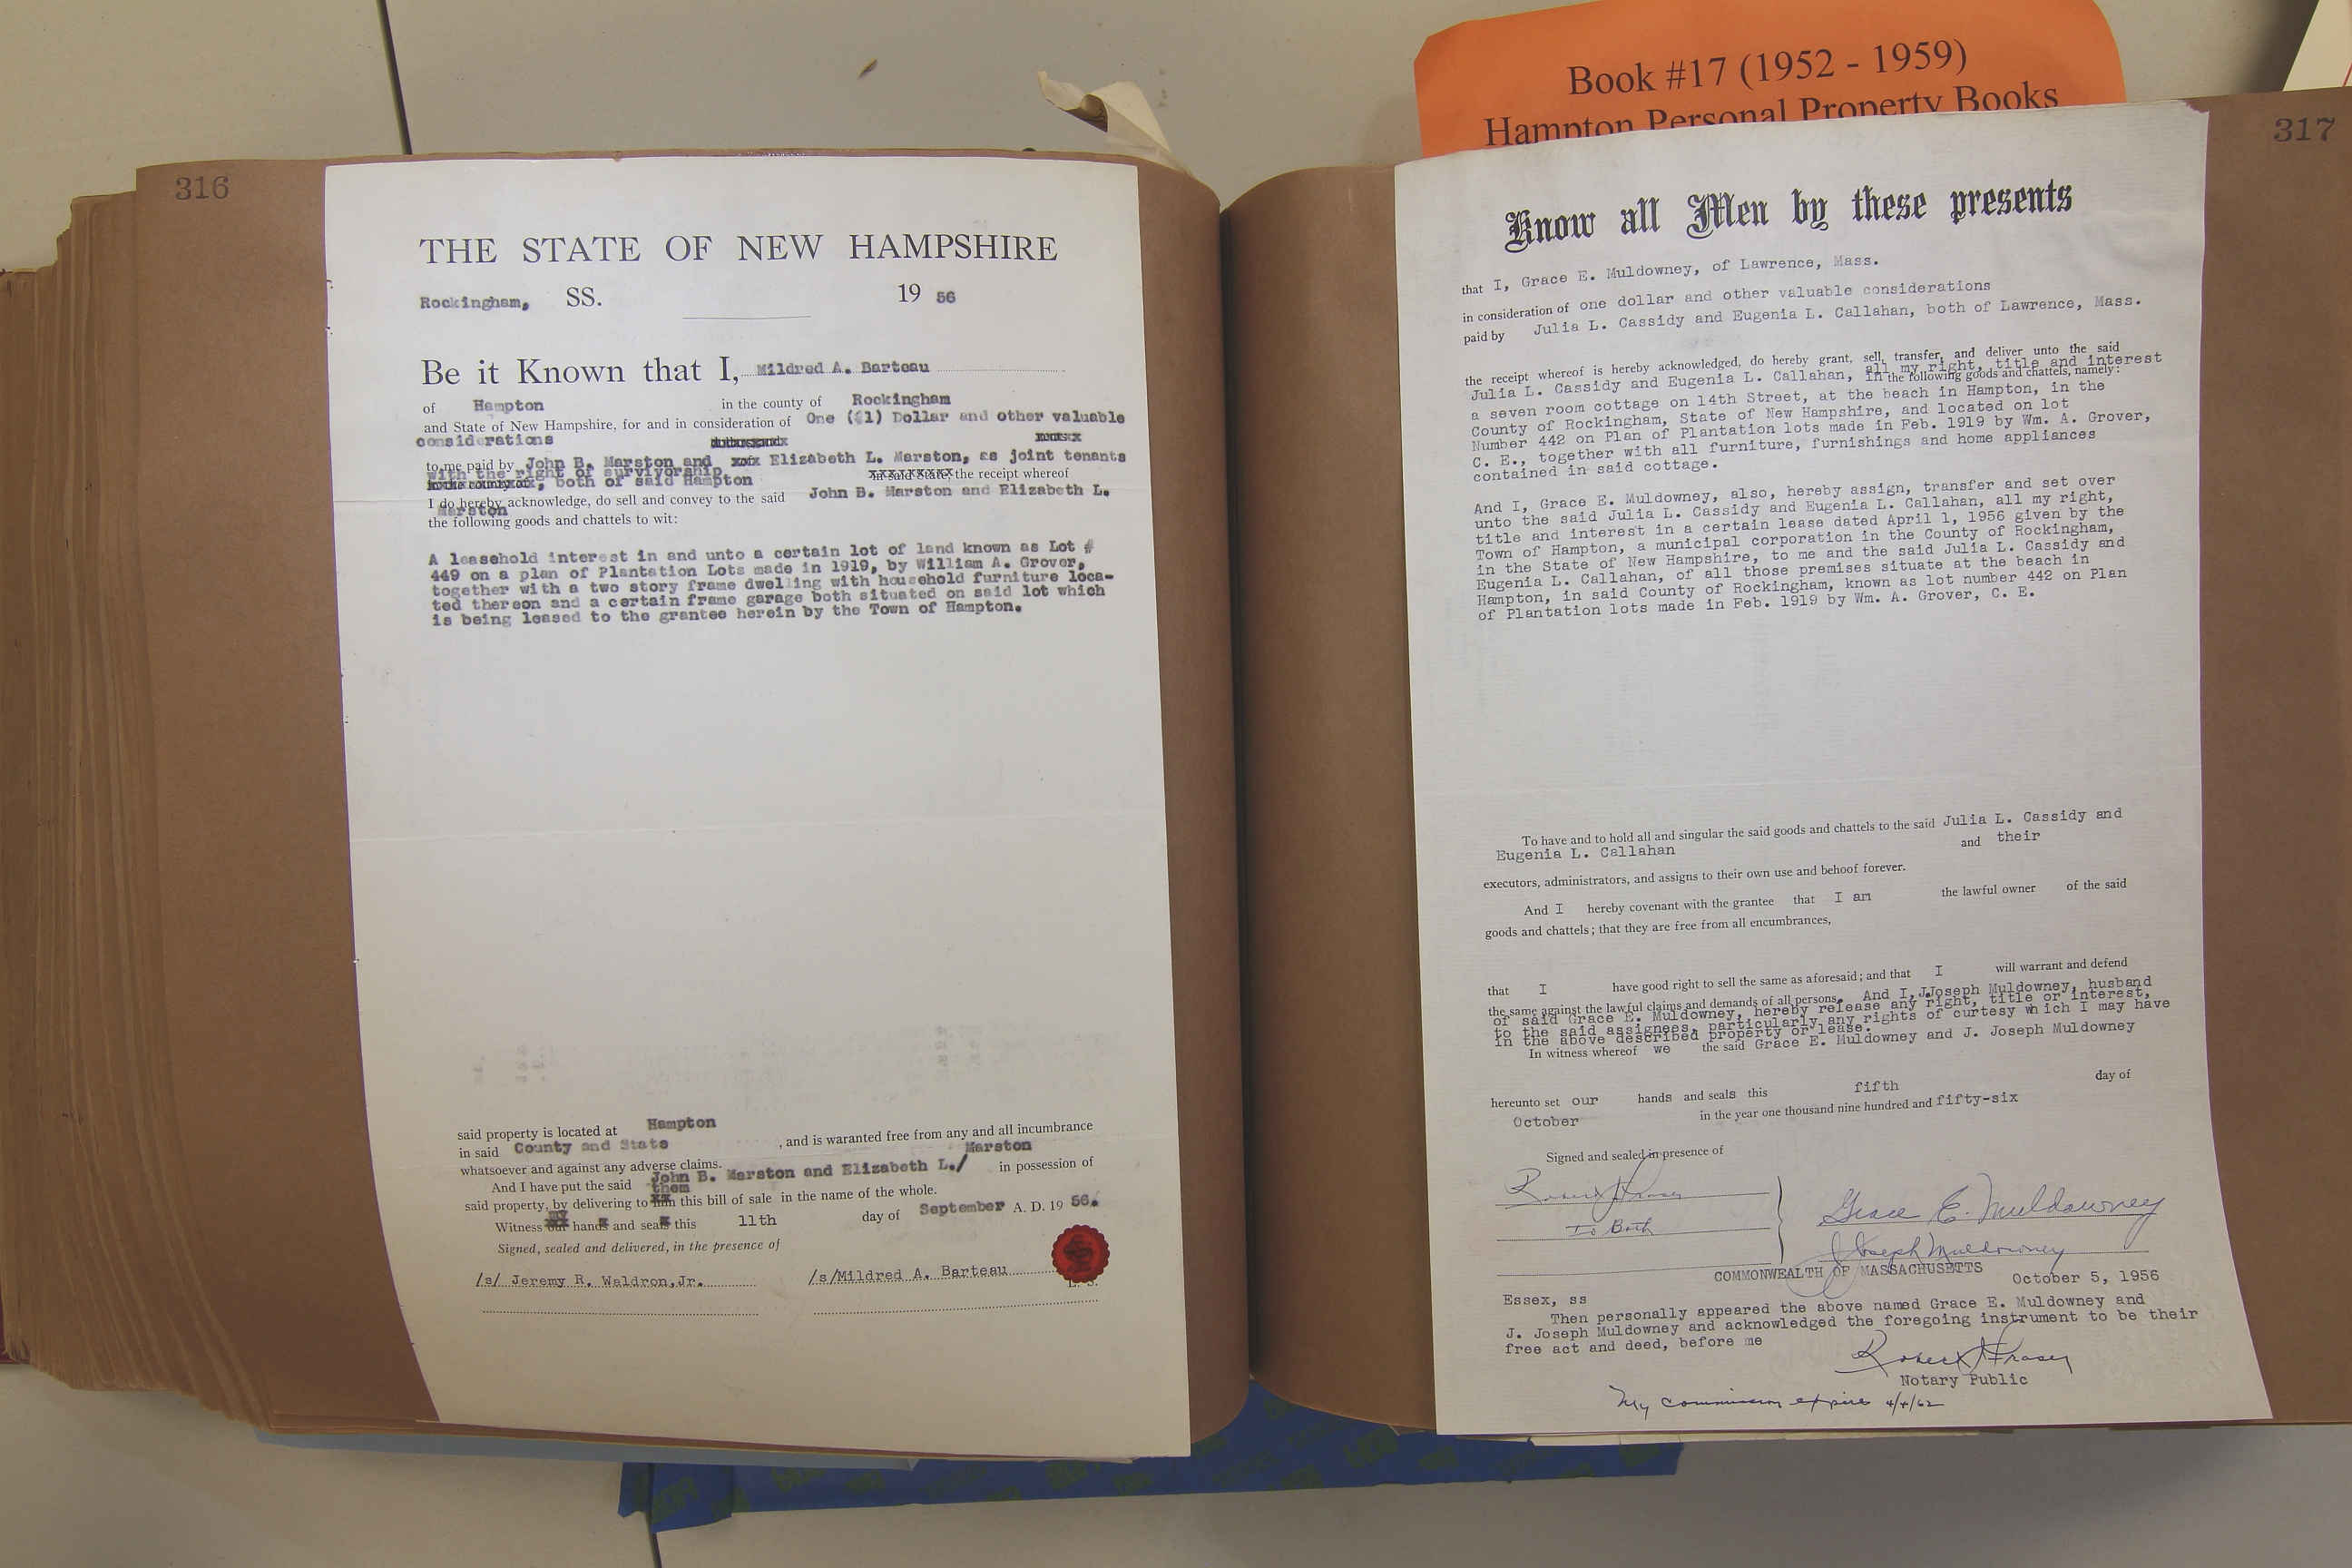 Book #17 (1952 - 1959)
Hampton Personal Property Books
316
THE STATE OF NEW HAMPSHIRE
Rockingham, SS. 19 56
Be it Known that I, Mildred A. Barteau
of Hampton in the county of Rockingham
and State of New Hampshire, for and in consideration of One ($1) Dollar and other valuable
considerations
to me paid by John B. Marston and Elizabeth L. Marston, as joint tenants
with the right of survivorship
in the county of, both of said Hampton in said State, the receipt whereof
I do hereby acknowledge, do sell and convey to the said John B. Marston and Elizabeth L.
Marston
the following goods and chattels to wit:
A leasehold interest in and unto a certain lot of land known as Lot #
449 on a plan of Plantation Lots made in 1919, by William A. Grover,
together with a two story frame dwelling with household furniture loca-
ted thereon and a certain frame garage both situated on said lot which
is being leased to the grantee herein by the Town of Hampton.
said property is located at Hampton
in said County and State , and is waranted free from any and all incumbrance
whatsoever and against any adverse claims. Marston
And I have put the said John B. Marston and Elizabeth L./ in possession of
them
said property, by delivering to him this bill of sale in the name of the whole.
my
Witness our hands and seals this 11th day of September A. D. 19 56.
Signed, sealed and delivered, in the presence of
/s/ Jeremy R. Waldron,Jr. /s/Mildred A. Barteau L. S.
317
Know all Men by these presents
that I, Grace E. Muldowney, of Lawrence, Mass.
in consideration of one dollar and other valuable considerations
paid by Julia L. Cassidy and Eugenia L. Callahan, both of Lawrence, Mass.
the receipt whereof is hereby acknowledged, do hereby grant, sell, transfer, and deliver unto the said
all my right, title and interest
Julia L. Cassidy and Eugenia L. Callahan, in the following goods and chattels, namely:
a seven room cottage on 14th Street, at the beach in Hampton, in the
County of Rockingham, State of New Hampshire, and located on lot
Number 442 on Plan of Plantation lots made in Feb. 1919 by Wm. A. Grover,
C. E., together with all furniture, furnishings and home appliances
contained in said cottage.
And I, Grace E. Muldowney, also, hereby assign, transfer and set over
unto the said Julia L. Cassidy and Eugenia L. Callahan, all my right,
title and interest in a certain lease dated April 1, 1956 given by the
Town of Hampton, a municipal corporation in the County of Rockingham,
in the State of New Hampshire, to me and the said Julia L. Cassidy and
Eugenia L. Callahan, of all those premises situate at the beach in
Hampton, in said County of Rockingham, known as lot number 442 on Plan
of Plantation lots made in Feb. 1919 by Wm. A. Grover, C. E.
To have and to hold all and singular the said goods and chattels to the said Julia L. Cassidy and
Eugenia L. Callahan and their
executors, administrators, and assigns to their own use and behoof forever.
And I hereby covenant with the grantee that I am the lawful owner of the said
goods and chattels; that they are free from all encumbrances,
that I have good right to sell the same as aforesaid; and that I will warrant and defend
the same against the lawful claims and demands of all persons. And I,JJoseph Muldowney, husband
of said Grace E. Muldowney, hereby release any right, title or interest,
to the said assignees, particularly any rights of curtesy which I may have
in the above described property or lease.
In witness whereof we the said Grace E. Muldowney and J. Joseph Muldowney
hereunto set our hands and seals this fifth day of
October in the year one thousand nine hundred and fifty-six
Signed and sealed in presence of
Robert J Fraser
To Both
Grace E. Muldowney
J Joseph Muldowney
COMMONWEALTH OF MASSACHUSETTS
October 5, 1956
Essex, ss
Then personally appeared the above named Grace E. Muldowney and
J. Joseph Muldowney and acknowledged the foregoing instrument to be their
free act and deed, before me
Robert J Fraser
Notary Public
My commission expires 4/4/62